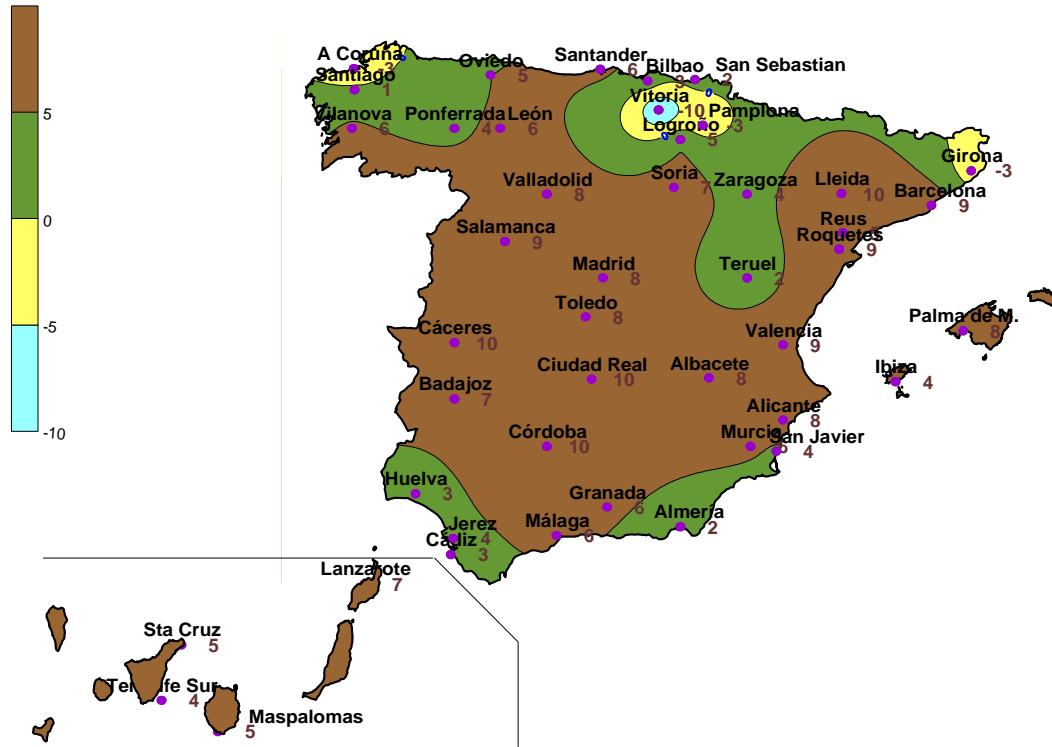 A Coruña -3
Santiago 1
Vilanova 6
Ponferrada 4
Oviedo 5
León 6
Santander 6
Bilbao 3
San Sebastian 2
Vitoria -10
Pamplona -3
Logroño 5
0
0
0
Girona -3
Soria 7
Zaragoza 4
Lleida 10
Barcelona 9
Valladolid 8
Reus
Roquetes 9
Salamanca 9
Madrid 8
Teruel 2
Toledo 8
Palma de M. 8
Cáceres 10
Valencia 9
Ciudad Real 10
Albacete 8
Ibiza 4
Badajoz 7
Alicante 8
Córdoba 10
Murcia
San Javier 4
Huelva 3
Granada 6
Almería 2
Jerez 4
Málaga 6
Cádiz 3
Lanzarote 7
Sta Cruz 5
Tenerife Sur 4
Maspalomas 5
5
0
-5
-10